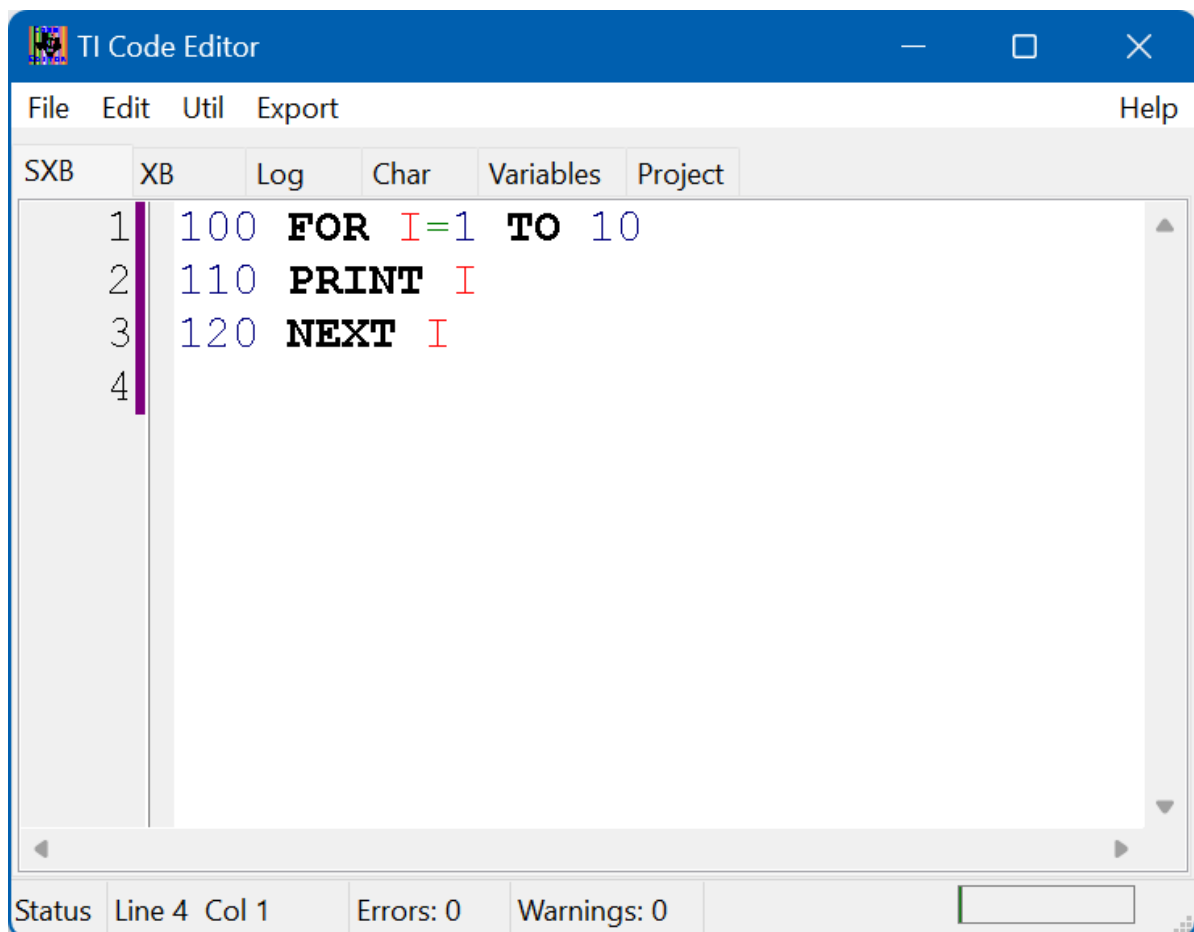 TI Code Editor
File Edit Util Export Help
SXB XB Log Char Variables Project
1 100 FOR I=1 TO 10
2 110 PRINT I
3 120 NEXT I
4
Status Line 4 Col 1 Errors: 0 Warnings: 0